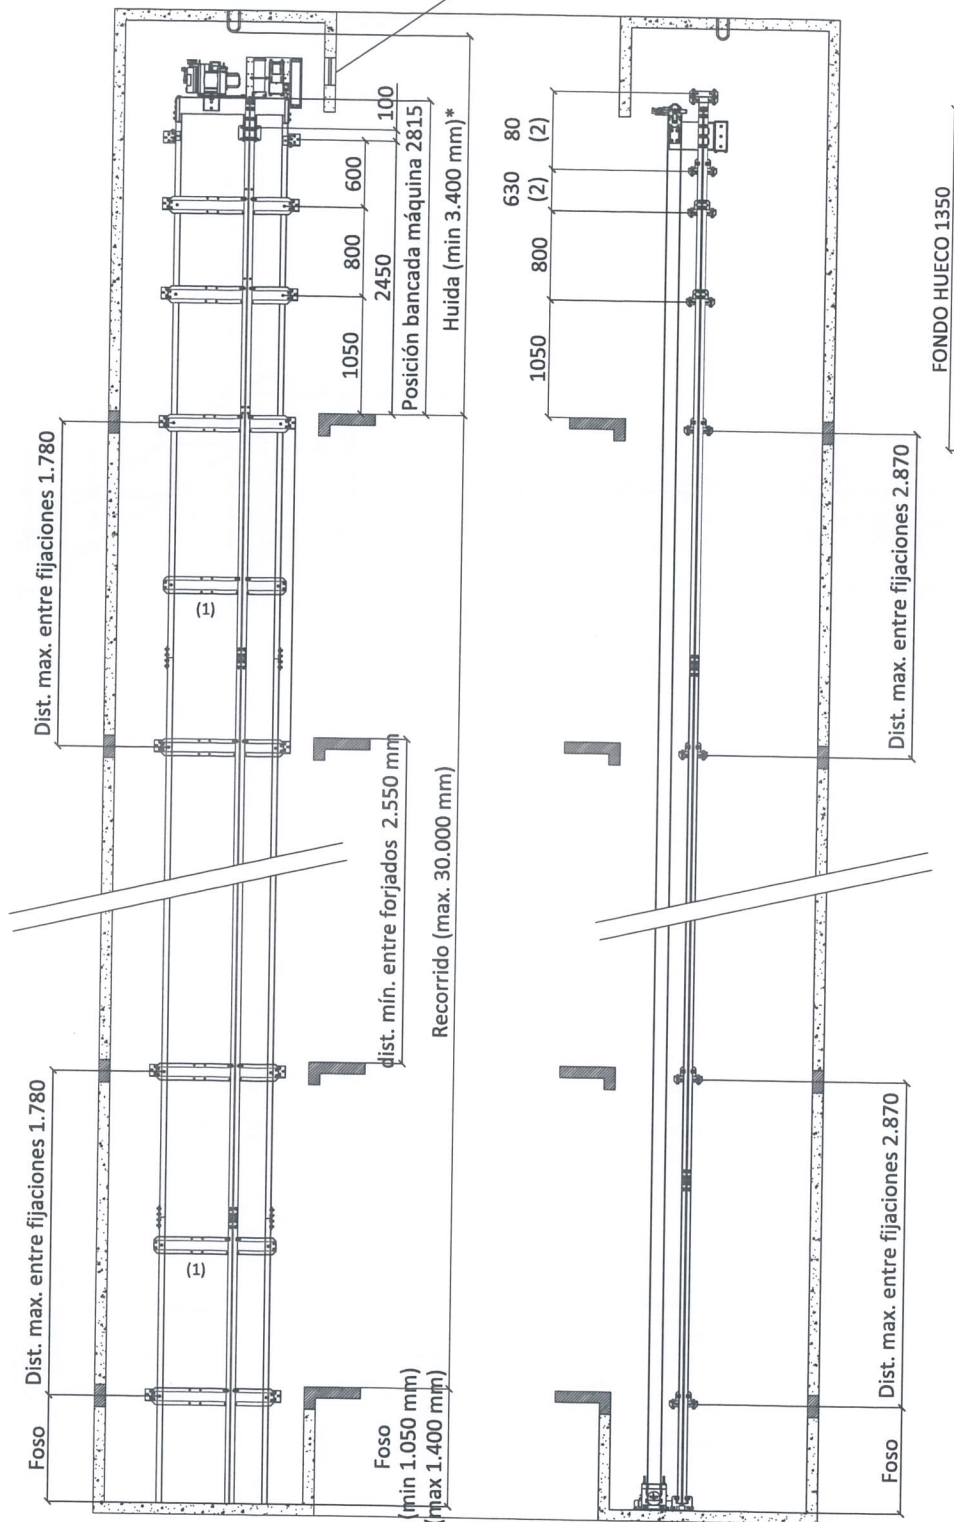 100
600
800
2450
1050
Posición bancada máquina 2815
Huida (min 3.400 mm)*
Dist. max. entre fijaciones 1.780
(1)
dist. mín. entre forjados 2.550 mm
Recorrido (max. 30.000 mm)
Dist. max. entre fijaciones 1.780
(1)
Foso
Foso
(min 1.050 mm)
(max 1.400 mm)
80
(2)
630
(2)
800
1050
FONDO HUECO 1350
Dist. max. entre fijaciones 2.870
Dist. max. entre fijaciones 2.870
Foso